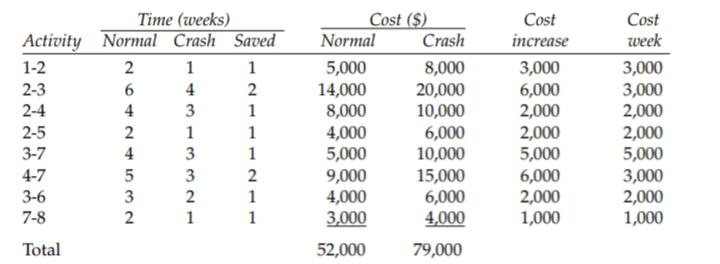 Time (weeks) Cost ($) Cost Cost
Activity Normal Crash Saved Normal Crash increase week
1-2 2 1 1 5,000 8,000 3,000 3,000
2-3 6 4 2 14,000 20,000 6,000 3,000
2-4 4 3 1 8,000 10,000 2,000 2,000
2-5 2 1 1 4,000 6,000 2,000 2,000
3-7 4 3 1 5,000 10,000 5,000 5,000
4-7 5 3 2 9,000 15,000 6,000 3,000
3-6 3 2 1 4,000 6,000 2,000 2,000
7-8 2 1 1 3,000 4,000 1,000 1,000
Total 52,000 79,000